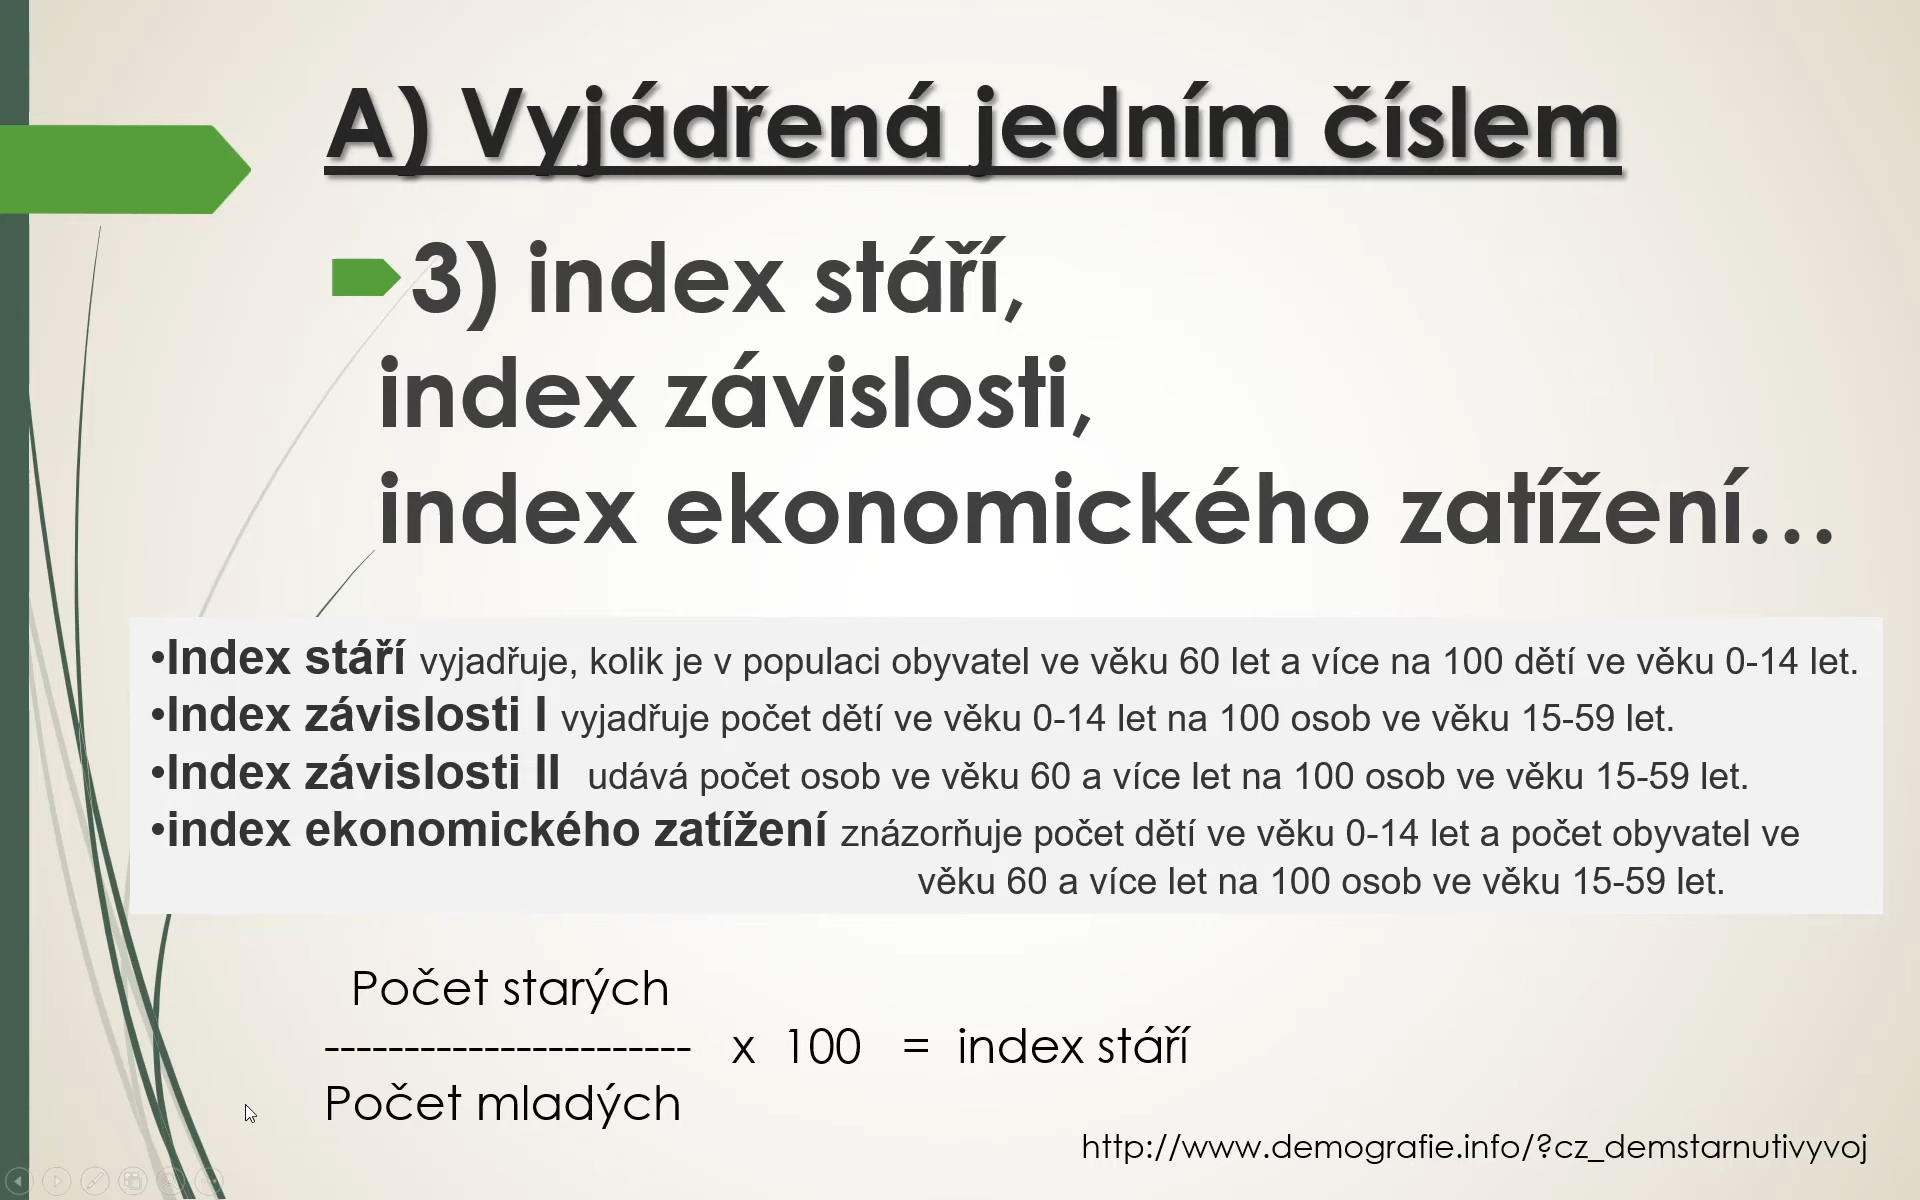 A) Vyjádřená jedním číslem
3) index stáří,
index závislosti,
index ekonomického zatížení…
•Index stáří vyjadřuje, kolik je v populaci obyvatel ve věku 60 let a více na 100 dětí ve věku 0-14 let.
•Index závislosti I vyjadřuje počet dětí ve věku 0-14 let na 100 osob ve věku 15-59 let.
•Index závislosti II udává počet osob ve věku 60 a více let na 100 osob ve věku 15-59 let.
•index ekonomického zatížení znázorňuje počet dětí ve věku 0-14 let a počet obyvatel ve
věku 60 a více let na 100 osob ve věku 15-59 let.
Počet starých
----------------------- x 100 = index stáří
Počet mladých
http://www.demografie.info/?cz_demstarnutivyvoj